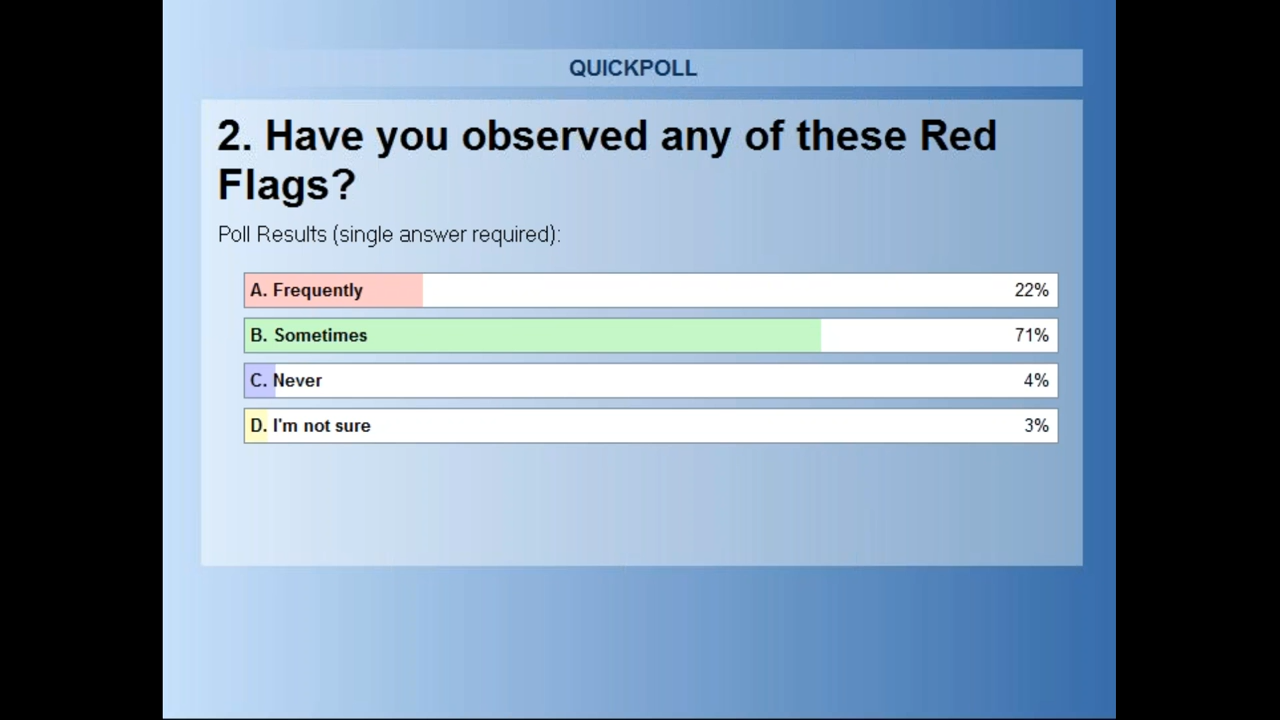 QUICKPOLL
2. Have you observed any of these Red
Flags?
Poll Results (single answer required):
A. Frequently 22%
B. Sometimes 71%
C. Never 4%
D. I'm not sure 3%